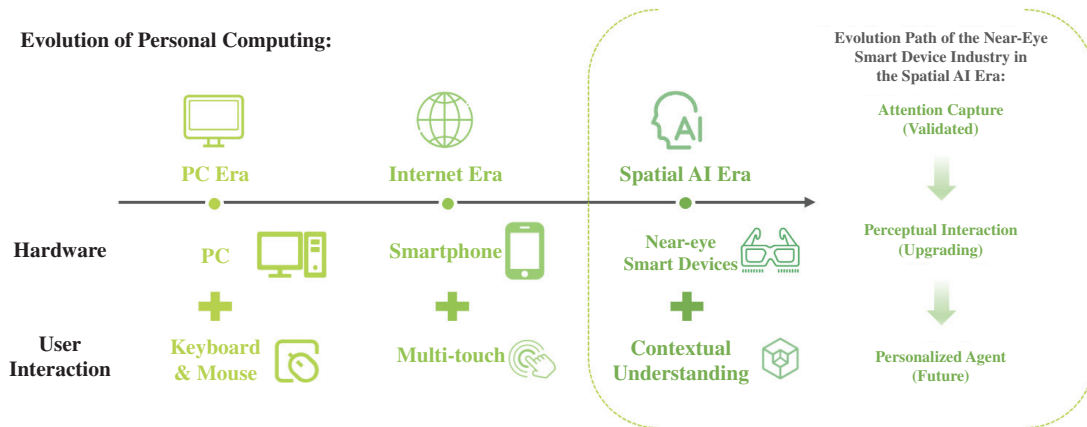 Evolution of Personal Computing:
PC Era
Internet Era
Spatial AI Era
AI
Hardware
PC
Smartphone
Near-eye
Smart Devices
User
Interaction
Keyboard
& Mouse
Multi-touch
Contextual
Understanding
Evolution Path of the Near-Eye
Smart Device Industry in
the Spatial AI Era:
Attention Capture
(Validated)
Perceptual Interaction
(Upgrading)
Personalized Agent
(Future)